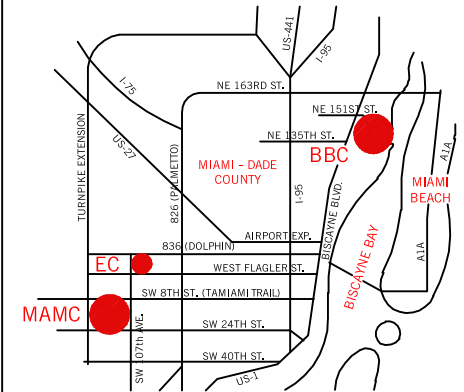 US-441
I-95
I-75
NE 163RD ST.
US-27
NE 151ST ST.
NE 135TH ST.
BBC
TURNPIKE EXTENSION
826 (PALMETTO)
MIAMI - DADE
COUNTY
I-95
A1A
MIAMI
BEACH
BISCAYNE BLVD.
BISCAYNE BAY
A1A
AIRPORT EXP.
836 (DOLPHIN)
EC
WEST FLAGLER ST.
SW 8TH ST. (TAMIAMI TRAIL)
MAMC
SW 24TH ST.
SW 107th AVE.
SW 40TH ST.
US-1